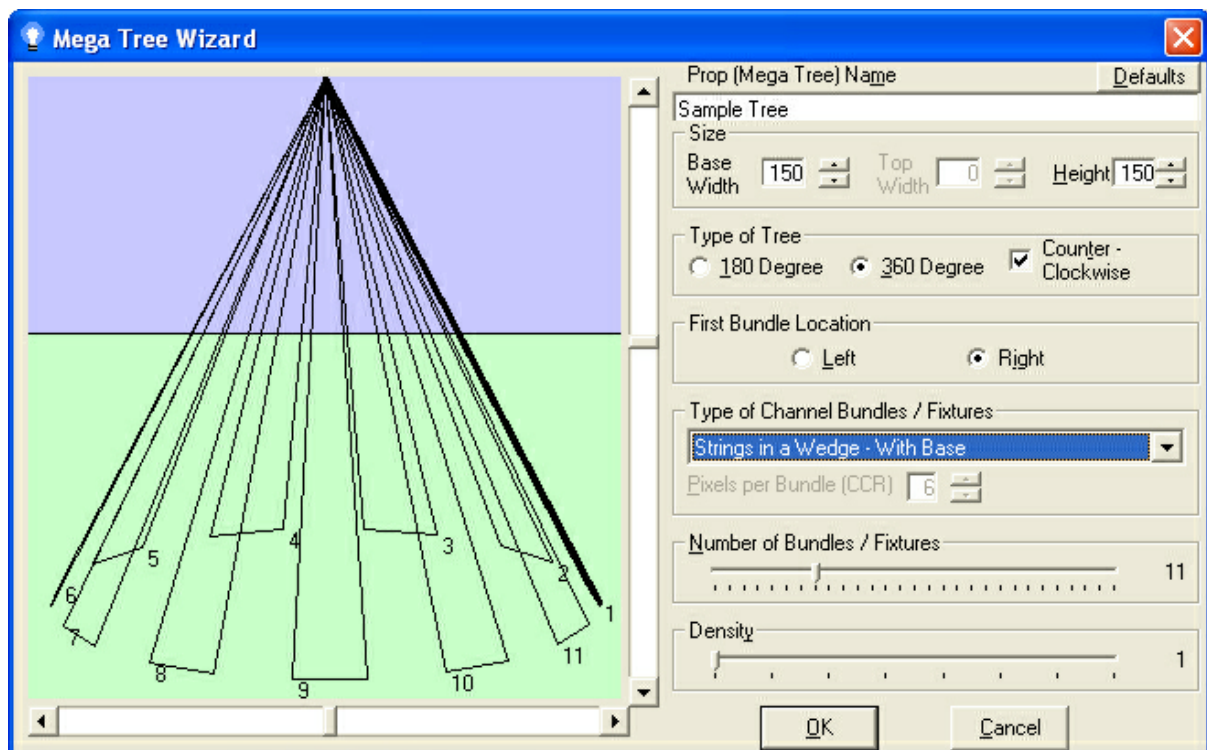 Mega Tree Wizard
Prop (Mega Tree) Name
Defaults
Sample Tree
Size
Base Width 150
Top Width 0
Height 150
Type of Tree
180 Degree
360 Degree
Counter - Clockwise
First Bundle Location
Left
Right
Type of Channel Bundles / Fixtures
Strings in a Wedge - With Base
Pixels per Bundle (CCR) 6
Number of Bundles / Fixtures
11
Density
1
OK
Cancel
4
3
5
2
6
1
7
11
8
10
9